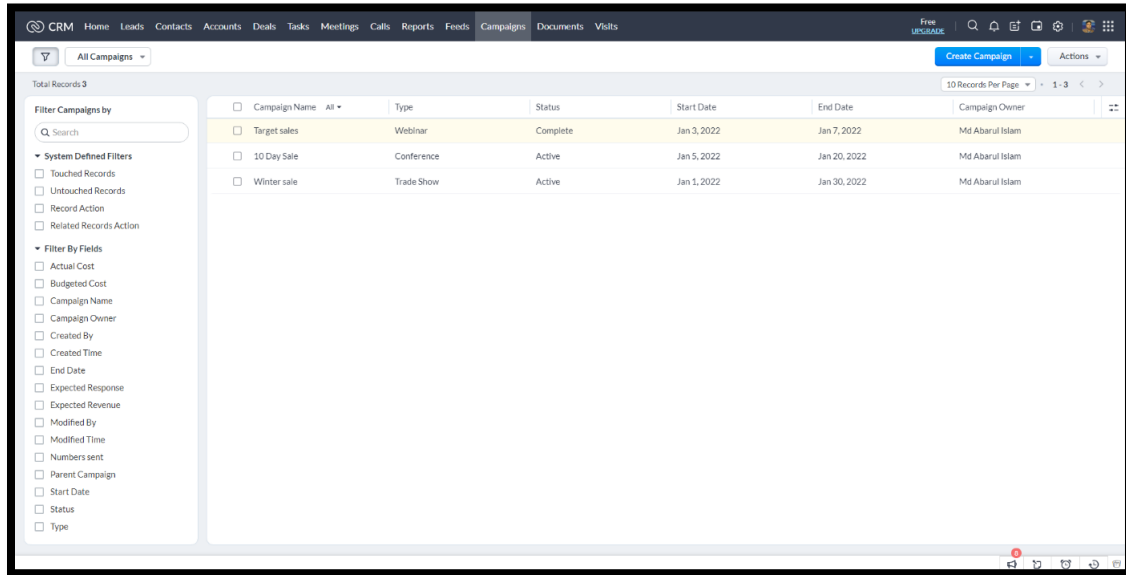 CRM Home Leads Contacts Accounts Deals Tasks Meetings Calls Reports Feeds Campaigns Documents Visits Free
UPGRADE
All Campaigns Create Campaign Actions
Total Records 3 10 Records Per Page 1 - 3
Filter Campaigns by
Campaign Name All Type Status Start Date End Date Campaign Owner
Search
Target sales Webinar Complete Jan 3, 2022 Jan 7, 2022 Md Abarul Islam
10 Day Sale Conference Active Jan 5, 2022 Jan 20, 2022 Md Abarul Islam
Winter sale Trade Show Active Jan 1, 2022 Jan 30, 2022 Md Abarul Islam
System Defined Filters
Touched Records
Untouched Records
Record Action
Related Records Action
Filter By Fields
Actual Cost
Budgeted Cost
Campaign Name
Campaign Owner
Created By
Created Time
End Date
Expected Response
Expected Revenue
Modified By
Modified Time
Numbers sent
Parent Campaign
Start Date
Status
Type